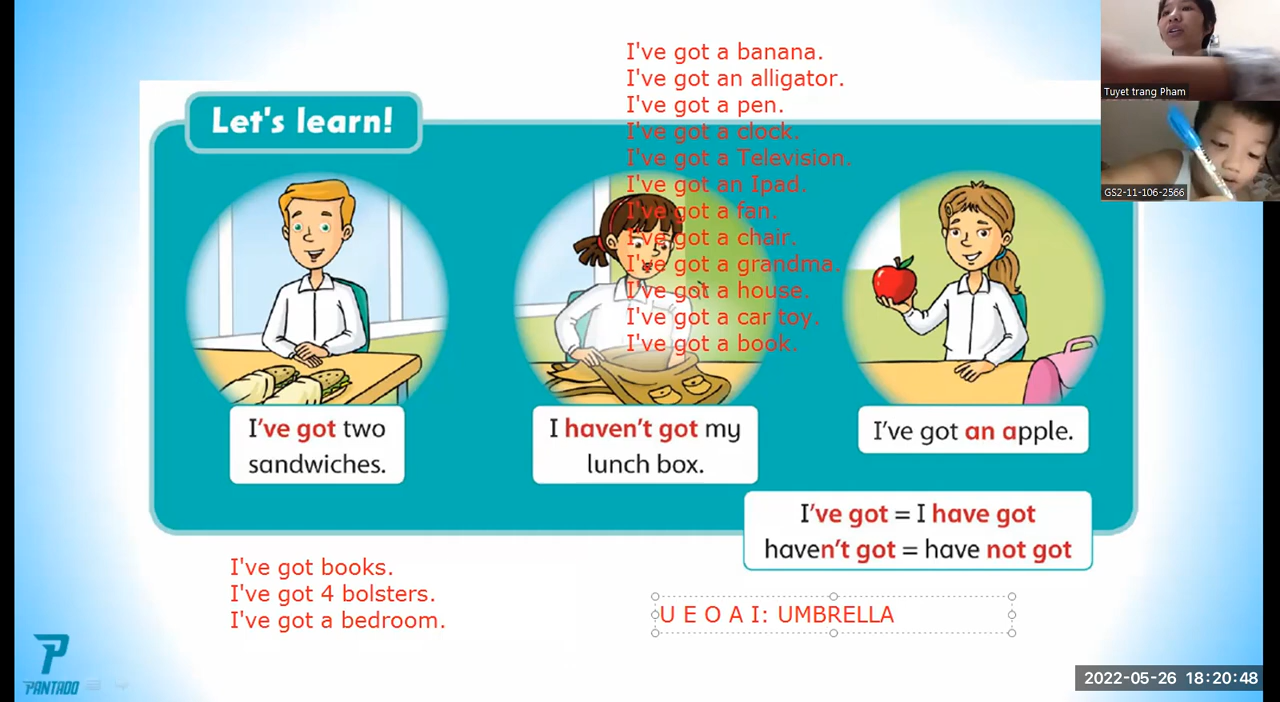 I've got a banana.
I've got an alligator.
I've got a pen.
I've got a clock.
I've got a Television.
I've got an Ipad.
I've got a fan.
I've got a chair.
I've got a grandma.
I've got a house.
I've got a car toy.
I've got a book.
Tuyet trang Pham
GS2-11-106-2566
Let's learn!
I've got two
sandwiches.
I haven't got my
lunch box.
I've got an apple.
I've got = I have got
haven't got = have not got
I've got books.
I've got 4 bolsters.
I've got a bedroom.
U E O A I: UMBRELLA
PANTADO
2022-05-26 18:20:48